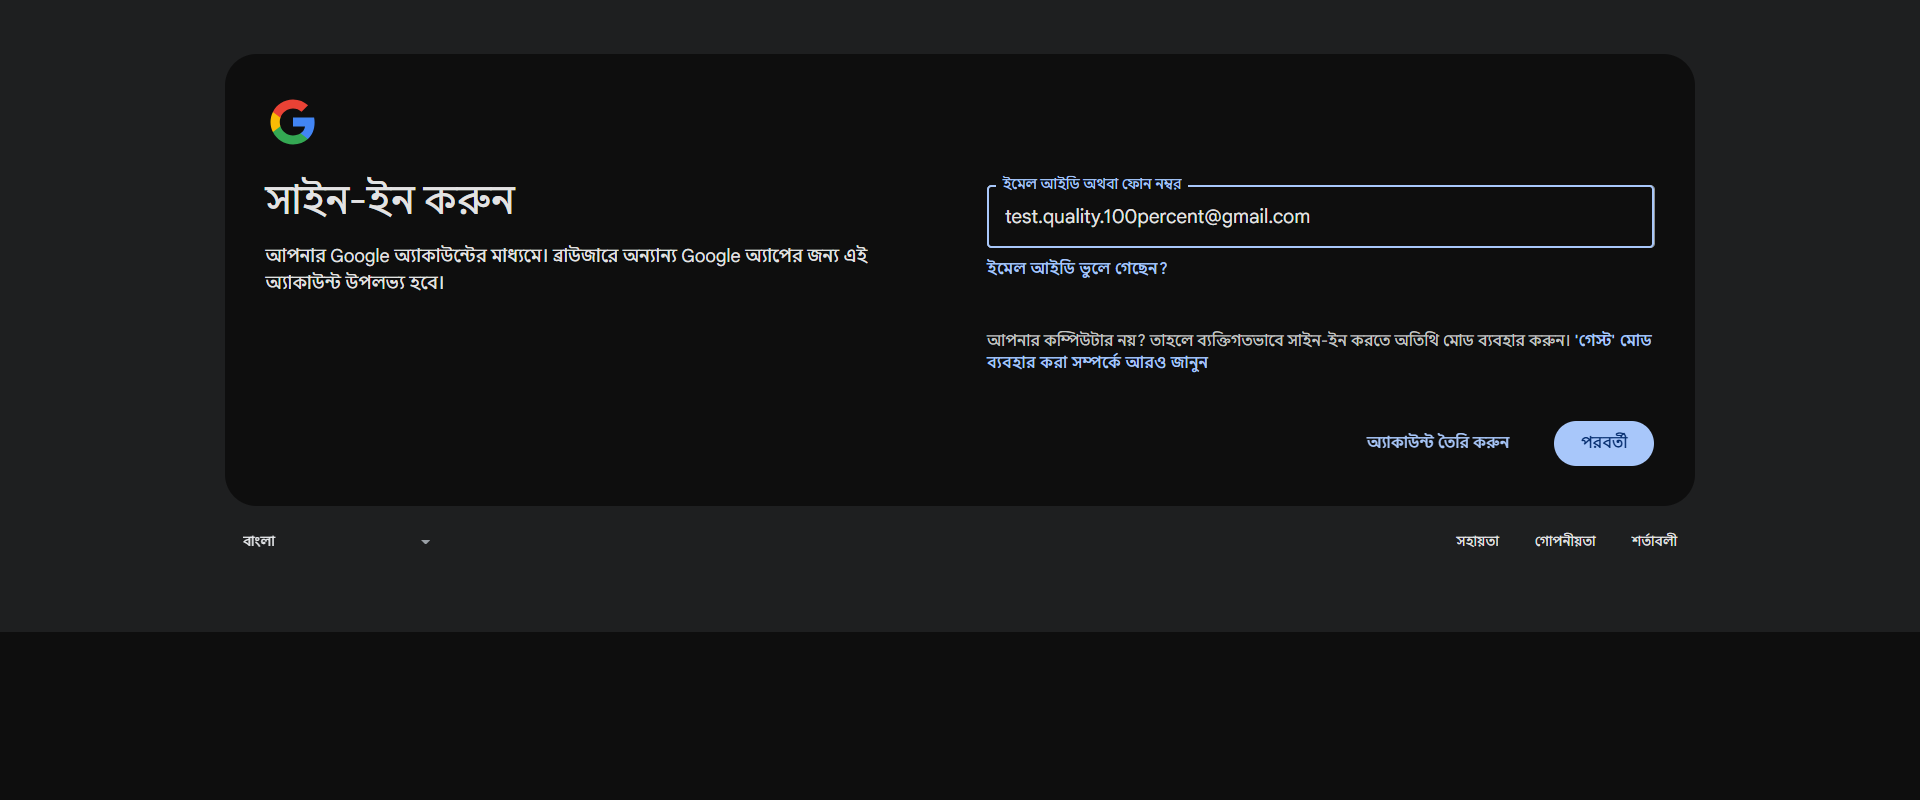 সাইন-ইন করুন
আপনার Google অ্যাকাউন্টের মাধ্যমে। ব্রাউজারে অন্যান্য Google অ্যাপের জন্য এই
অ্যাকাউন্ট উপলভ্য হবে।
ইমেল আইডি অথবা ফোন নম্বর
test.quality.100percent@gmail.com
ইমেল আইডি ভুলে গেছেন?
আপনার কম্পিউটার নয়? তাহলে ব্যক্তিগতভাবে সাইন-ইন করতে অতিথি মোড ব্যবহার করুন। 'গেস্ট' মোড
ব্যবহার করা সম্পর্কে আরও জানুন
অ্যাকাউন্ট তৈরি করুন
পরবর্তী
বাংলা
সহায়তা
গোপনীয়তা
শর্তাবলী